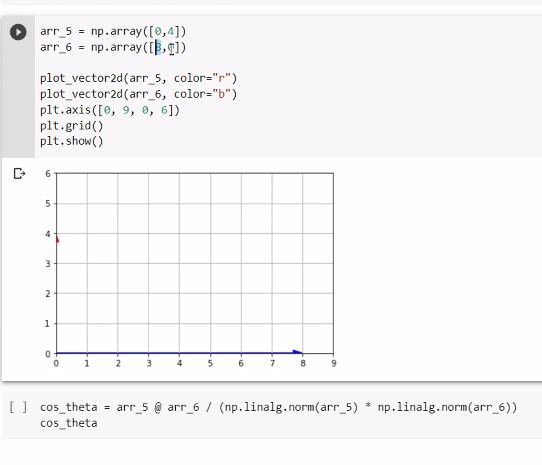 arr_5 = np.array([0,4])
arr_6 = np.array([8,0])
plot_vector2d(arr_5, color="r")
plot_vector2d(arr_6, color="b")
plt.axis([0, 9, 0, 6])
plt.grid()
plt.show()
6
5
4
3
2
1
0
0 1 2 3 4 5 6 7 8 9
[ ] cos_theta = arr_5 @ arr_6 / (np.linalg.norm(arr_5) * np.linalg.norm(arr_6))
cos_theta